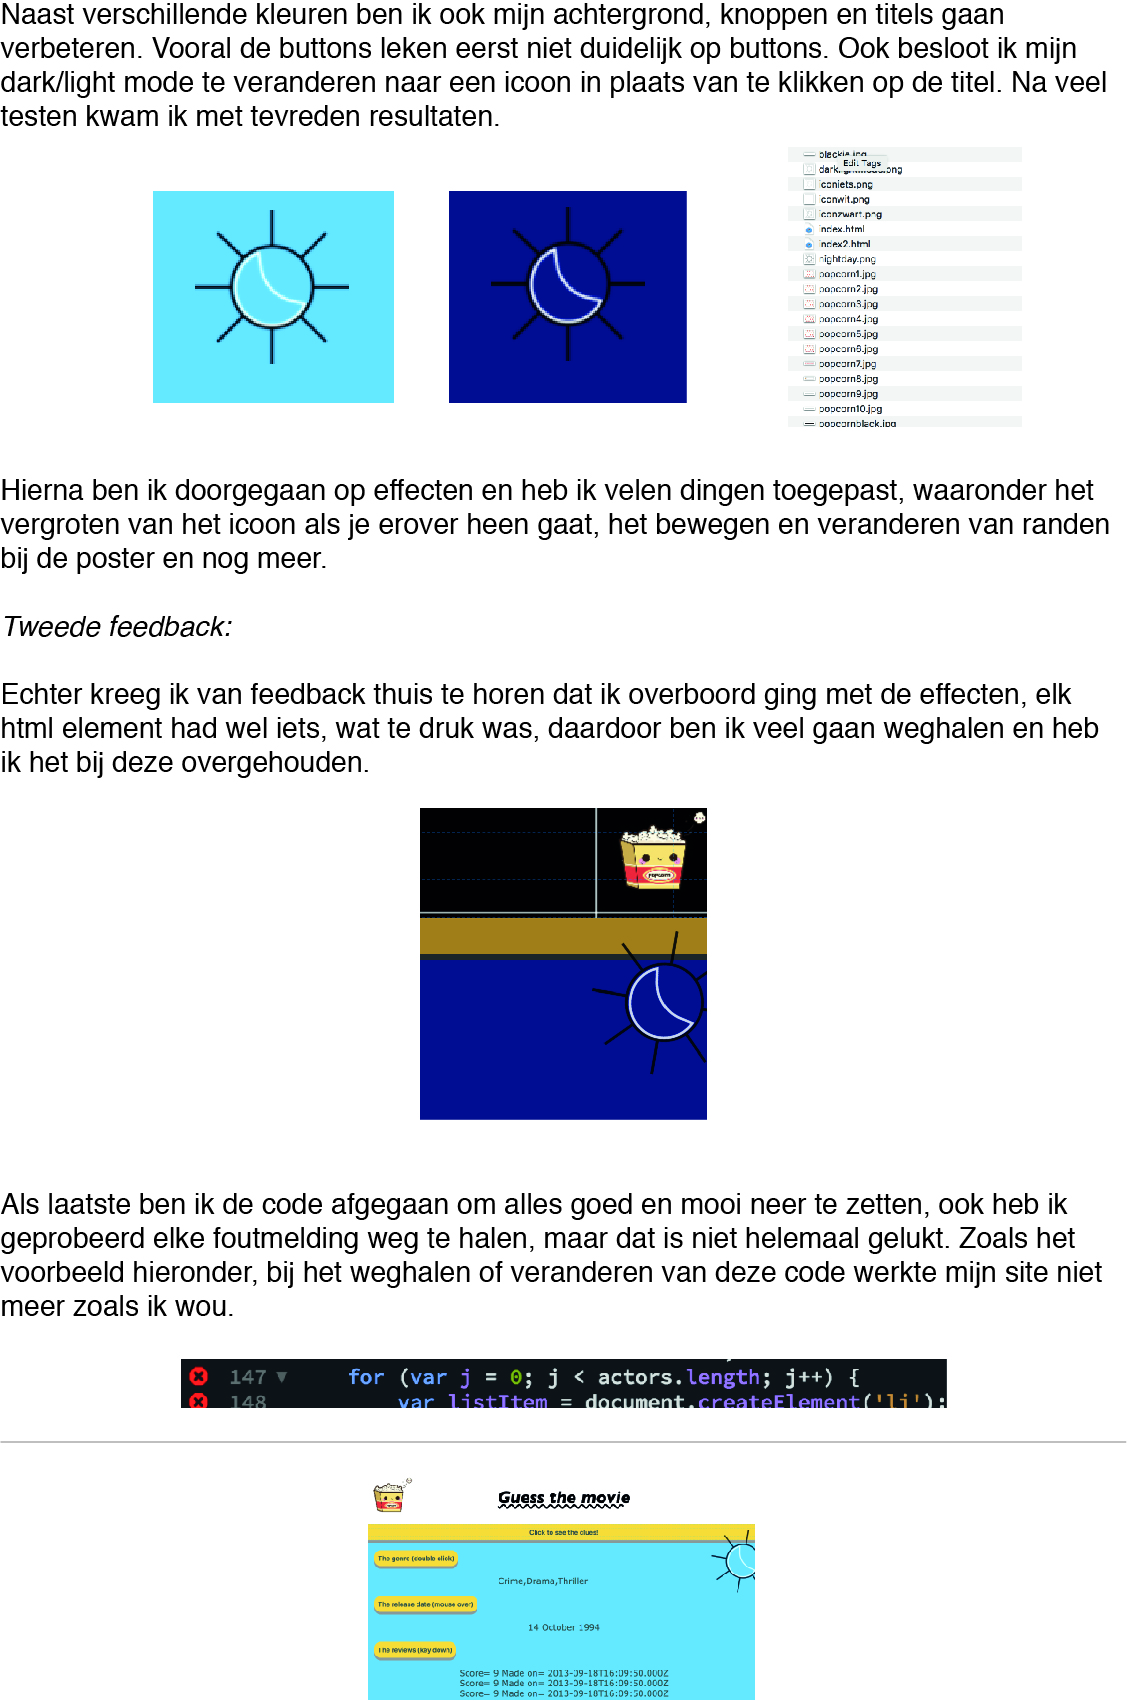 Naast verschillende kleuren ben ik ook mijn achtergrond, knoppen en titels gaan
verbeteren. Vooral de buttons leken eerst niet duidelijk op buttons. Ook besloot ik mijn
dark/light mode te veranderen naar een icoon in plaats van te klikken op de titel. Na veel
testen kwam ik met tevreden resultaten.
Edit Tags
iconiets.png
iconwit.png
iconzwart.png
index.html
index2.html
nightday.png
popcorn1.jpg
popcorn2.jpg
popcorn3.jpg
popcorn4.jpg
popcorn5.jpg
popcorn6.jpg
popcorn7.jpg
popcorn8.jpg
popcorn9.jpg
popcorn10.jpg
popcornblack.jpg
Hierna ben ik doorgegaan op effecten en heb ik velen dingen toegepast, waaronder het
vergroten van het icoon als je erover heen gaat, het bewegen en veranderen van randen
bij de poster en nog meer.
Tweede feedback:
Echter kreeg ik van feedback thuis te horen dat ik overboord ging met de effecten, elk
html element had wel iets, wat te druk was, daardoor ben ik veel gaan weghalen en heb
ik het bij deze overgehouden.
POPCORN
Als laatste ben ik de code afgegaan om alles goed en mooi neer te zetten, ook heb ik
geprobeerd elke foutmelding weg te halen, maar dat is niet helemaal gelukt. Zoals het
voorbeeld hieronder, bij het weghalen of veranderen van deze code werkte mijn site niet
meer zoals ik wou.
147 for (var j = 0; j < actors.length; j++) {
148 var listItem = document.createElement('li');
Guess the movie
Click to see the clues!
The genre (double click)
Crime,Drama,Thriller
The release date (mouse over)
14 October 1994
The reviews (key down)
Score= 9 Made on= 2013-09-18T16:09:50.000Z
Score= 9 Made on= 2013-09-18T16:09:50.000Z
Score= 9 Made on= 2013-09-18T16:09:50.000Z